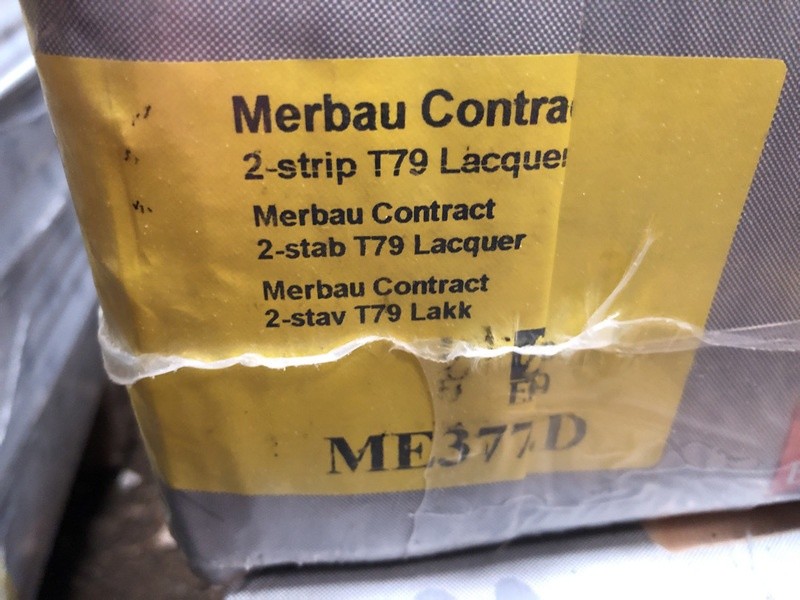 Merbau Contra
2-strip T79 Lacquer
Merbau Contract
2-stab T79 Lacquer
Merbau Contract
2-stav T79 Lakk
ME377D